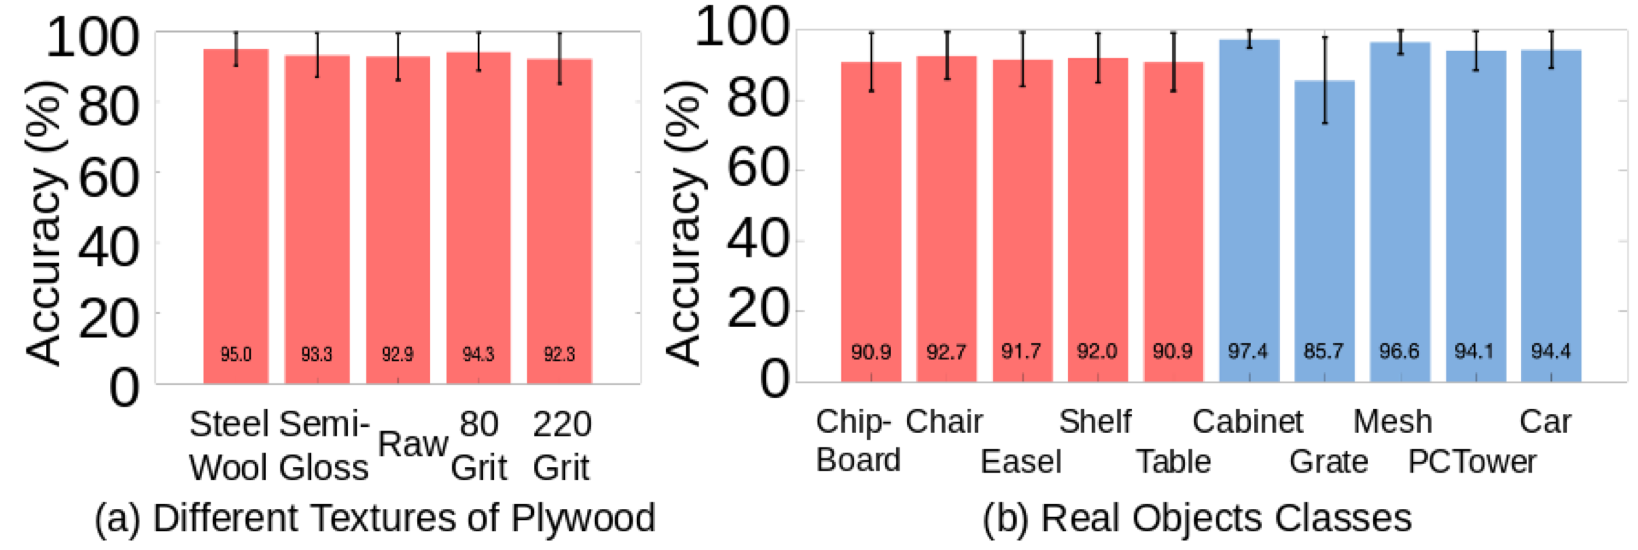 100
80
60
40
20
0
Accuracy (%)
95.0 93.3 92.9 94.3 92.3
Steel Wool
Semi-
Gloss
Raw
80
Grit
220
Grit
(a) Different Textures of Plywood
100
80
60
40
20
0
Accuracy (%)
90.9 92.7 91.7 92.0 90.9 97.4 85.7 96.6 94.1 94.4
Chip-
Board
Chair
Easel
Shelf
Table
Cabinet
Grate
Mesh
PCTower
Car
(b) Real Objects Classes